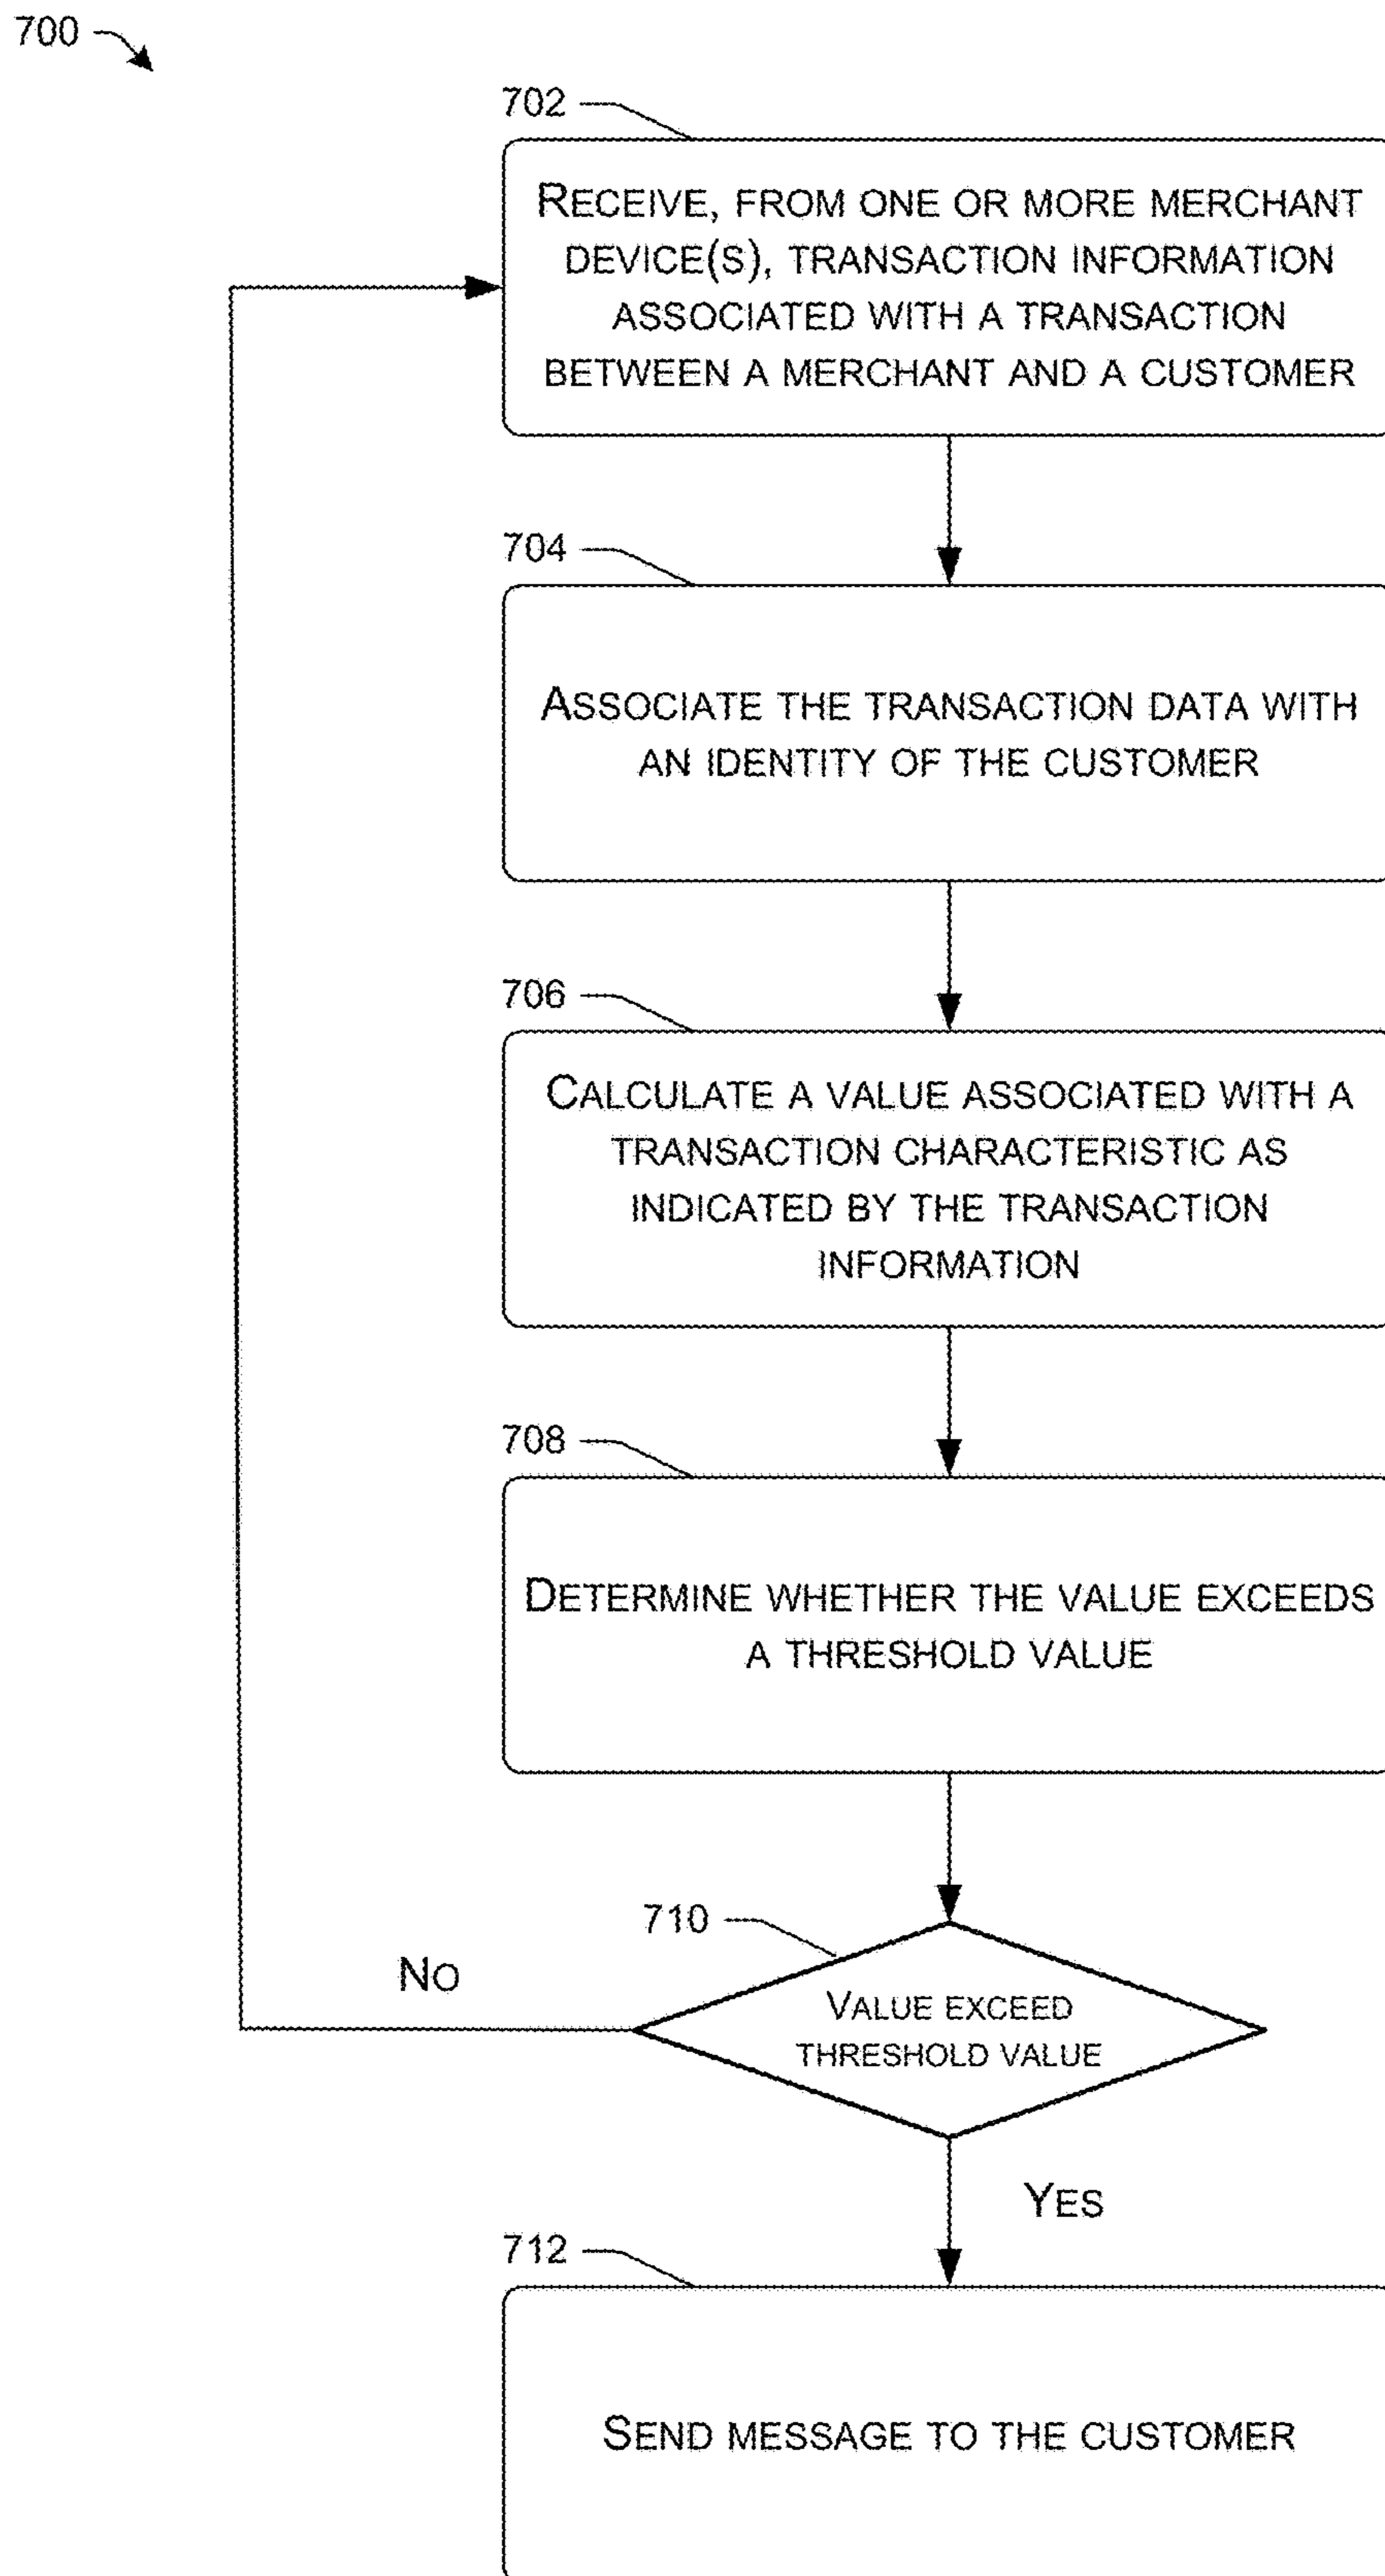 700
702
RECEIVE, FROM ONE OR MORE MERCHANT
DEVICE(S), TRANSACTION INFORMATION
ASSOCIATED WITH A TRANSACTION
BETWEEN A MERCHANT AND A CUSTOMER
704
ASSOCIATE THE TRANSACTION DATA WITH
AN IDENTITY OF THE CUSTOMER
706
CALCULATE A VALUE ASSOCIATED WITH A
TRANSACTION CHARACTERISTIC AS
INDICATED BY THE TRANSACTION
INFORMATION
708
DETERMINE WHETHER THE VALUE EXCEEDS
A THRESHOLD VALUE
710
NO
VALUE EXCEED
THRESHOLD VALUE
YES
712
SEND MESSAGE TO THE CUSTOMER